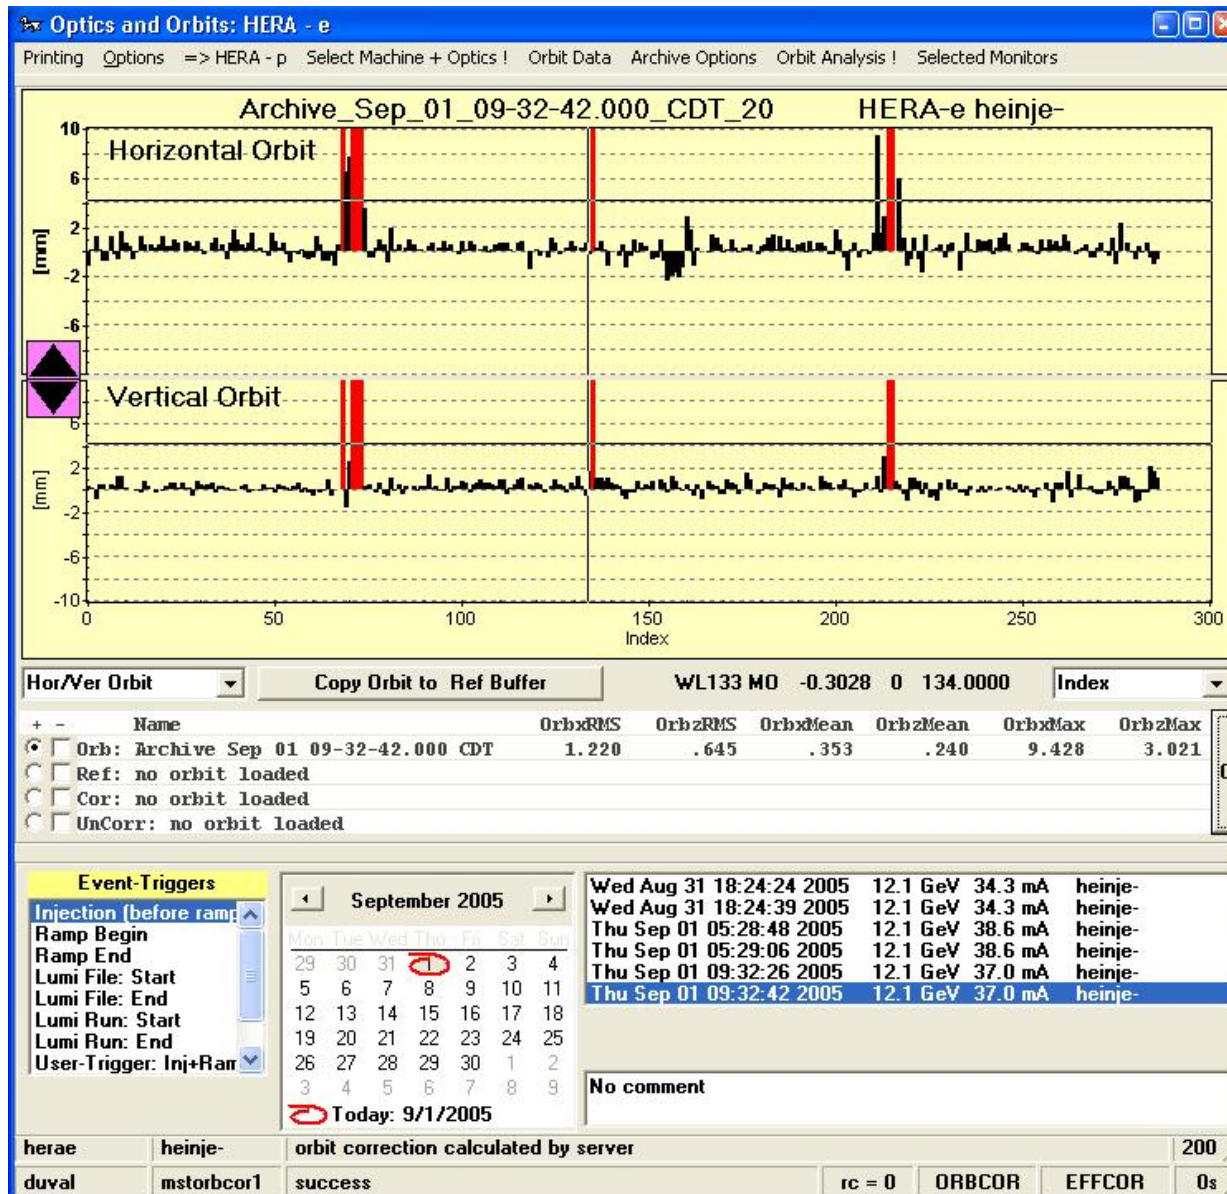 Optics and Orbits: HERA - e
Printing Options => HERA - p Select Machine + Optics ! Orbit Data Archive Options Orbit Analysis ! Selected Monitors
Archive_Sep_01_09-32-42.000_CDT_20 HERA-e heinje-
10
Horizontal Orbit
6
2
[mm]
-2
-6
Vertical Orbit
6
2
[mm]
-2
-6
-10
0 50 100 150 200 250 300
Index
Hor/Ver Orbit Copy Orbit to Ref Buffer WL133 MO -0.3028 0 134.0000 Index
+ - Name OrbxRMS OrbzRMS OrbxMean OrbzMean OrbxMax OrbzMax
Orb: Archive Sep 01 09-32-42.000 CDT 1.220 .645 .353 .240 9.428 3.021
Ref: no orbit loaded
Cor: no orbit loaded
UnCorr: no orbit loaded
Event-Triggers
Injection (before ramp
Ramp Begin
Ramp End
Lumi File: Start
Lumi File: End
Lumi Run: Start
Lumi Run: End
User-Trigger: Inj+Ram
September 2005
Mon Tue Wed Thu Fri Sat Sun
29 30 31 1 2 3 4
5 6 7 8 9 10 11
12 13 14 15 16 17 18
19 20 21 22 23 24 25
26 27 28 29 30 1 2
3 4 5 6 7 8 9
Today: 9/1/2005
Wed Aug 31 18:24:24 2005 12.1 GeV 34.3 mA heinje-
Wed Aug 31 18:24:39 2005 12.1 GeV 34.3 mA heinje-
Thu Sep 01 05:28:48 2005 12.1 GeV 38.6 mA heinje-
Thu Sep 01 05:29:06 2005 12.1 GeV 38.6 mA heinje-
Thu Sep 01 09:32:26 2005 12.1 GeV 37.0 mA heinje-
Thu Sep 01 09:32:42 2005 12.1 GeV 37.0 mA heinje-
No comment
herae heinje- orbit correction calculated by server 200
duval mstorbcor1 success rc = 0 ORBCOR EFFCOR 0s